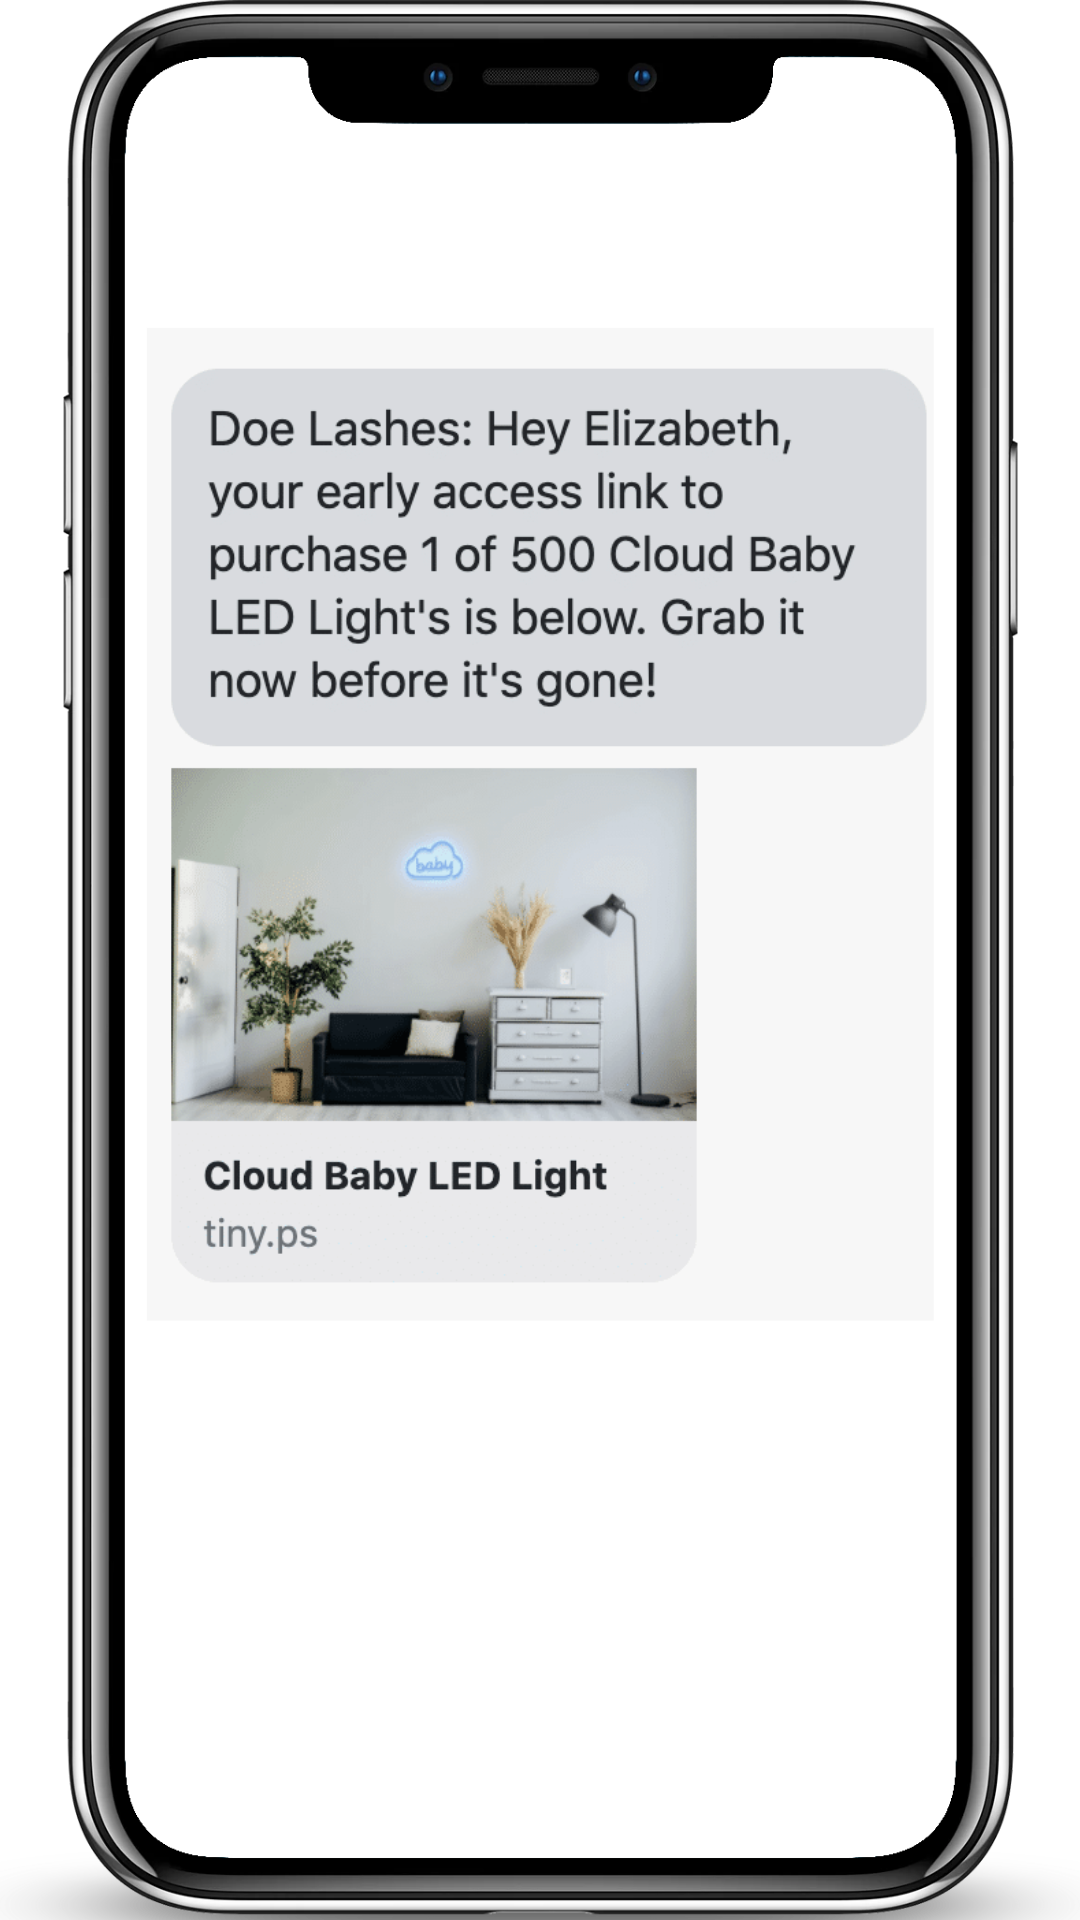 Doe Lashes: Hey Elizabeth,
your early access link to
purchase 1 of 500 Cloud Baby
LED Light's is below. Grab it
now before it's gone!
baby
Cloud Baby LED Light
tiny.ps